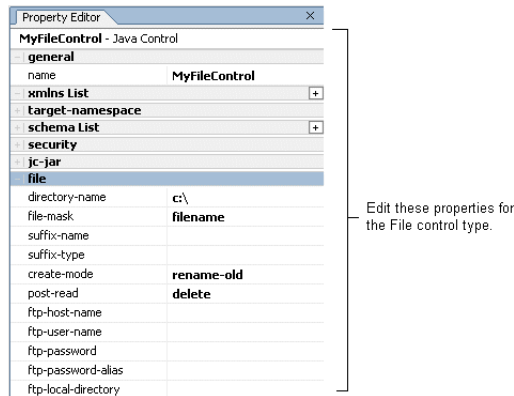 Property Editor
MyFileControl - Java Control
general
name MyFileControl
xmlns List
target-namespace
schema List
security
jc-jar
file
directory-name c:\
file-mask filename
suffix-name
suffix-type
create-mode rename-old
post-read delete
ftp-host-name
ftp-user-name
ftp-password
ftp-password-alias
ftp-local-directory
Edit these properties for
the File control type.